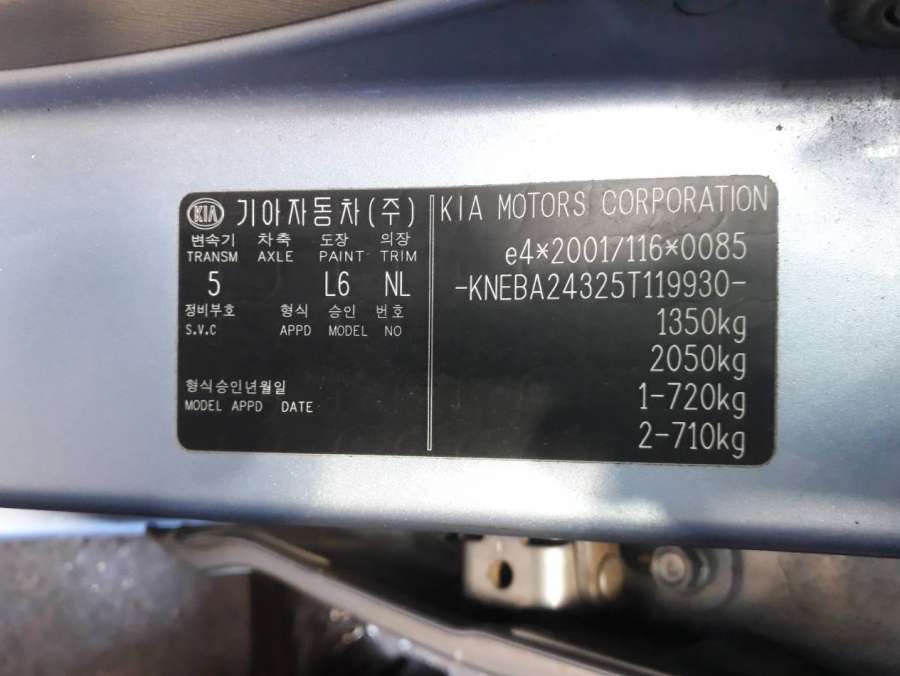 KIA 기아자동차(주)
변속기 차축 도장 의장
TRANSM AXLE PAINT TRIM
5 L6 NL
정비부호 형식 승인 번호
S.V.C APPD MODEL NO
형식승인년월일
MODEL APPD DATE
KIA MOTORS CORPORATION
e4*2001/116*0085
-KNEBA24325T119930-
1350kg
2050kg
1-720kg
2-710kg